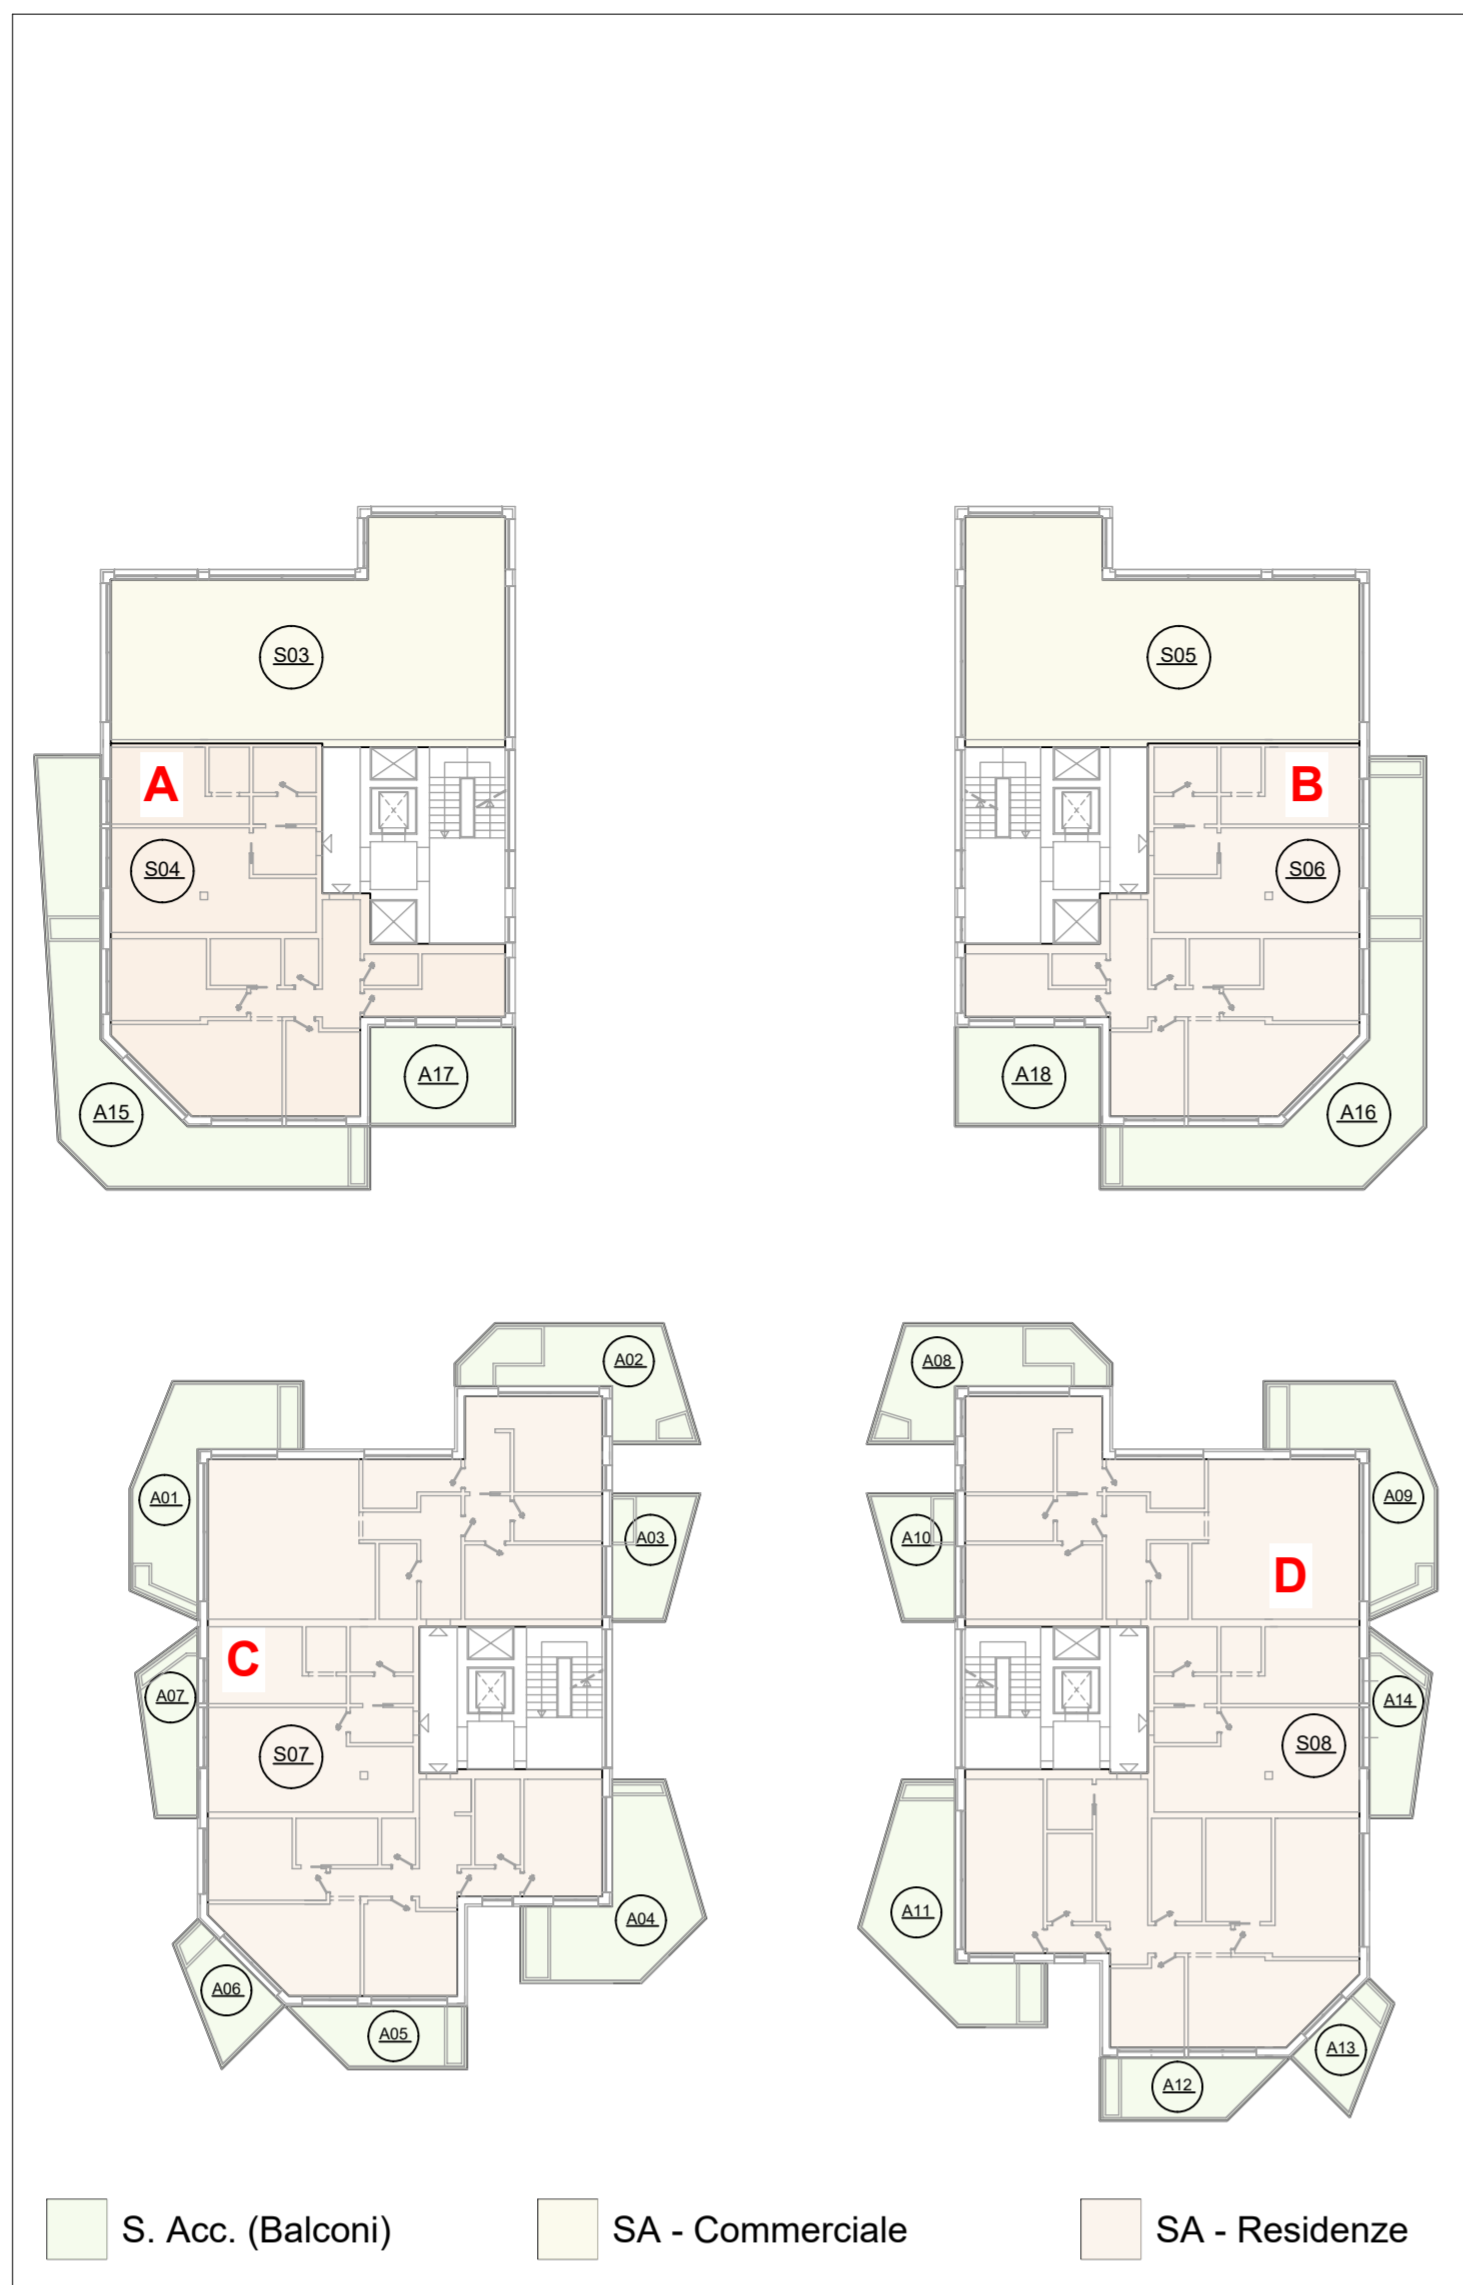 S03
S05
A
B
S04
S06
A17
A18
A15
A16
A02
A08
A01
A09
A03
A10
D
C
A07
A14
S07
S08
A04
A11
A06
A05
A13
A12
S. Acc. (Balconi)
SA - Commerciale
SA - Residenze